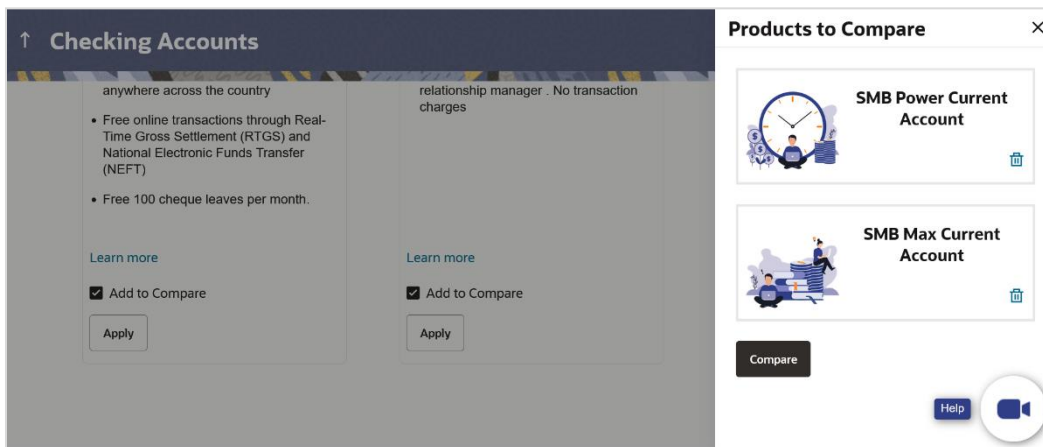 Checking Accounts
anywhere across the country
• Free online transactions through Real-
Time Gross Settlement (RTGS) and
National Electronic Funds Transfer
(NEFT)
• Free 100 cheque leaves per month.
Learn more
Add to Compare
Apply
relationship manager . No transaction
charges
Learn more
Add to Compare
Apply
Products to Compare
SMB Power Current
Account
SMB Max Current
Account
Compare
Help